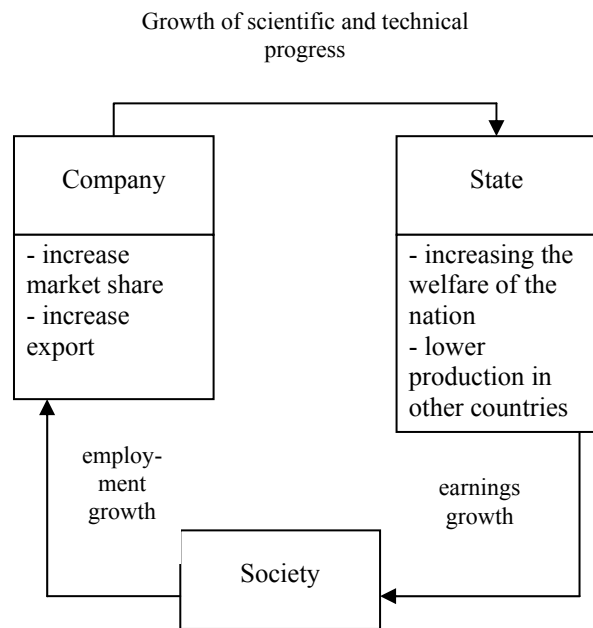 Growth of scientific and technical
progress
Company
State
- increase
market share
- increase
export
- increasing the
welfare of the
nation
- lower
production in
other countries
employ-
ment
growth
earnings
growth
Society